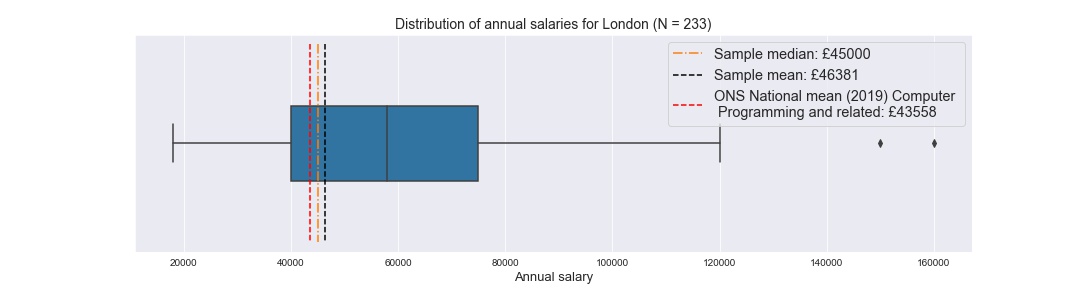 Distribution of annual salaries for London (N = 233)
Sample median: £45000
Sample mean: £46381
ONS National mean (2019) Computer
Programming and related: £43558
20000 40000 60000 80000 100000 120000 140000 160000
Annual salary